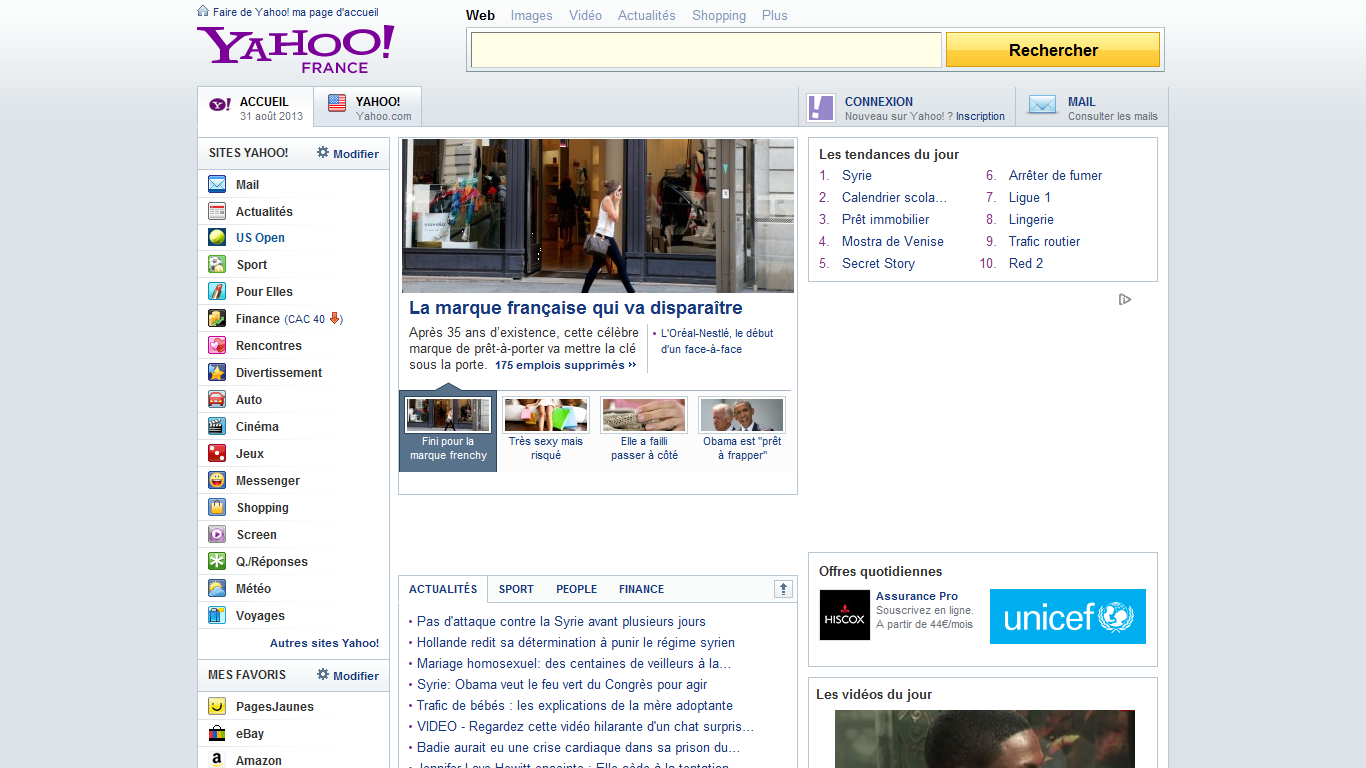 Faire de Yahoo! ma page d'accueil
YAHOO!
FRANCE
Web Images Vidéo Actualités Shopping Plus
Rechercher
Y! ACCUEIL
31 août 2013
YAHOO!
Yahoo.com
CONNEXION
Nouveau sur Yahoo! ? Inscription
MAIL
Consulter les mails
SITES YAHOO! Modifier
Mail
Actualités
US Open
Sport
Pour Elles
Finance (CAC 40 )
Rencontres
Divertissement
Auto
Cinéma
Jeux
Messenger
Shopping
Screen
Q./Réponses
Météo
Voyages
Autres sites Yahoo!
MES FAVORIS Modifier
PagesJaunes
eBay
a Amazon
La marque française qui va disparaître
Après 35 ans d'existence, cette célèbre
marque de prêt-à-porter va mettre la clé
sous la porte. 175 emplois supprimés »
• L'Oréal-Nestlé, le début
d'un face-à-face
Fini pour la
marque frenchy
Très sexy mais
risqué
Elle a failli
passer à côté
Obama est "prêt
à frapper"
ACTUALITÉS SPORT PEOPLE FINANCE
• Pas d'attaque contre la Syrie avant plusieurs jours
• Hollande redit sa détermination à punir le régime syrien
• Mariage homosexuel: des centaines de veilleurs à la...
• Syrie: Obama veut le feu vert du Congrès pour agir
• Trafic de bébés : les explications de la mère adoptante
• VIDEO - Regardez cette vidéo hilarante d'un chat surpris...
• Badie aurait eu une crise cardiaque dans sa prison du...
Jennifer Love Hewitt enceinte : Elle cède à la tentation
Les tendances du jour
1. Syrie
2. Calendrier scola...
3. Prêt immobilier
4. Mostra de Venise
5. Secret Story
6. Arrêter de fumer
7. Ligue 1
8. Lingerie
9. Trafic routier
10. Red 2
Offres quotidiennes
HISCOX
Assurance Pro
Souscrivez en ligne.
A partir de 44€/mois
unicef
Les vidéos du jour